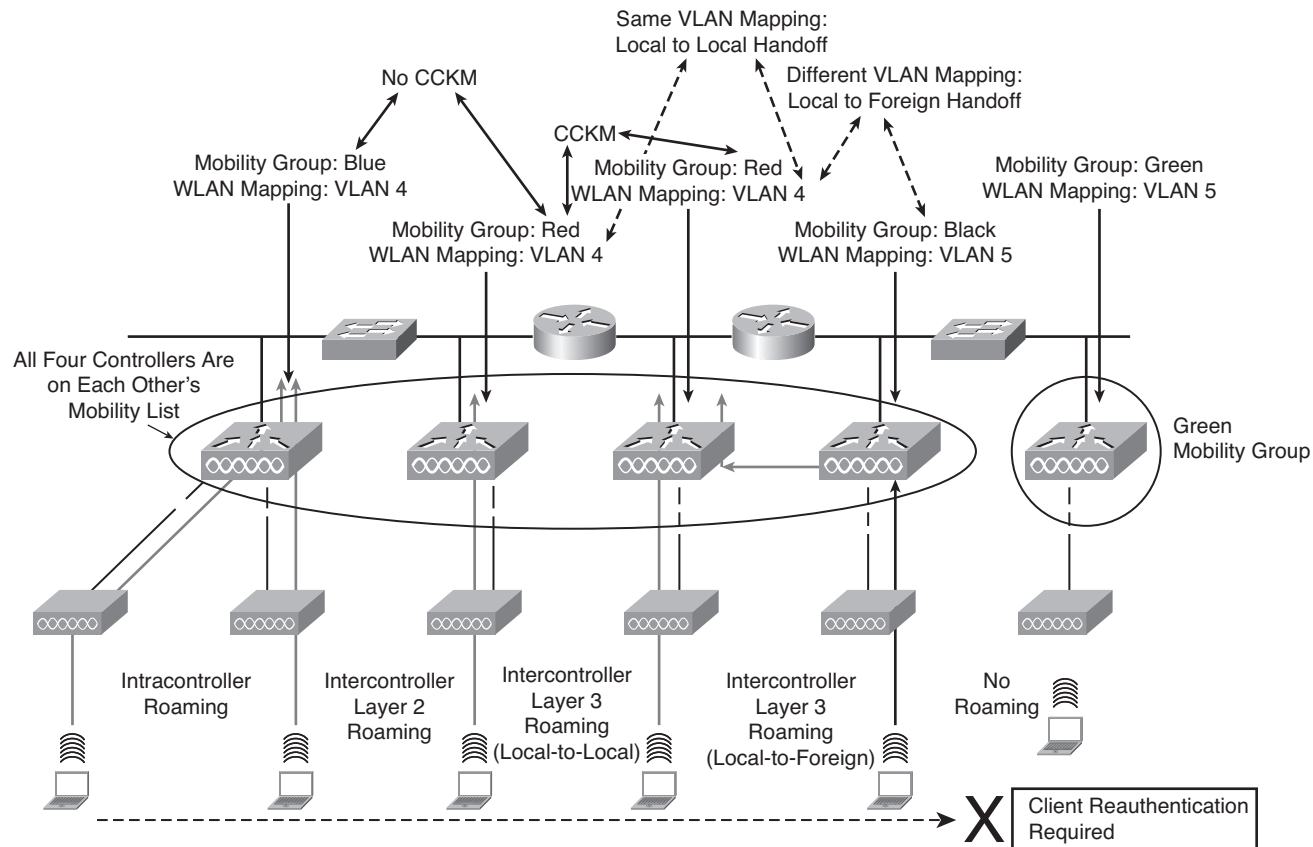 Same VLAN Mapping:
Local to Local Handoff
Different VLAN Mapping:
Local to Foreign Handoff
No CCKM
CCKM
Mobility Group: Blue
WLAN Mapping: VLAN 4
Mobility Group: Red
WLAN Mapping: VLAN 4
Mobility Group: Green
WLAN Mapping: VLAN 5
Mobility Group: Red
WLAN Mapping: VLAN 4
Mobility Group: Black
WLAN Mapping: VLAN 5
All Four Controllers Are
on Each Other's
Mobility List
Green
Mobility Group
Intracontroller
Roaming
Intercontroller
Layer 2
Roaming
Intercontroller
Layer 3
Roaming
(Local-to-Local)
Intercontroller
Layer 3
Roaming
(Local-to-Foreign)
No
Roaming
X
Client Reauthentication
Required